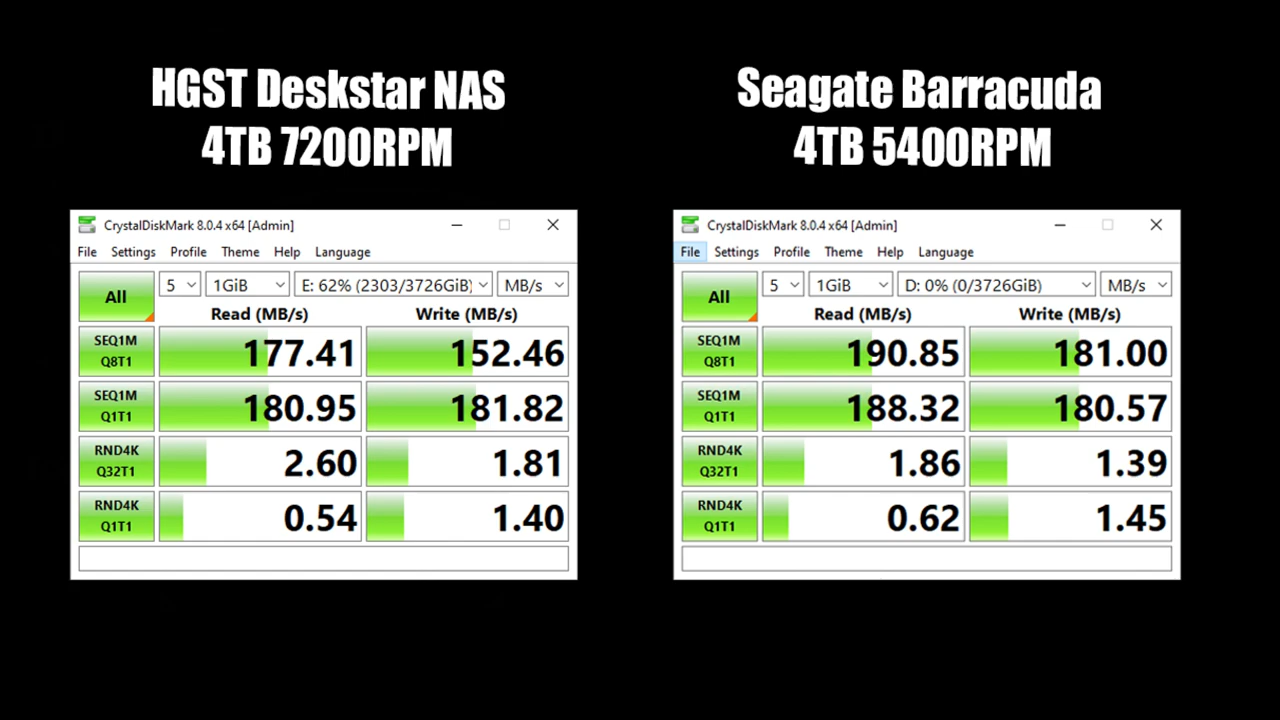 HGST Deskstar NAS
4TB 7200RPM
CrystalDiskMark 8.0.4 x64 [Admin]
File Settings Profile Theme Help Language
All 5 1GiB E: 62% (2303/3726GiB) MB/s
Read (MB/s) Write (MB/s)
SEQ1M
Q8T1 177.41 152.46
SEQ1M
Q1T1 180.95 181.82
RND4K
Q32T1 2.60 1.81
RND4K
Q1T1 0.54 1.40
Seagate Barracuda
4TB 5400RPM
CrystalDiskMark 8.0.4 x64 [Admin]
File Settings Profile Theme Help Language
All 5 1GiB D: 0% (0/3726GiB) MB/s
Read (MB/s) Write (MB/s)
SEQ1M
Q8T1 190.85 181.00
SEQ1M
Q1T1 188.32 180.57
RND4K
Q32T1 1.86 1.39
RND4K
Q1T1 0.62 1.45